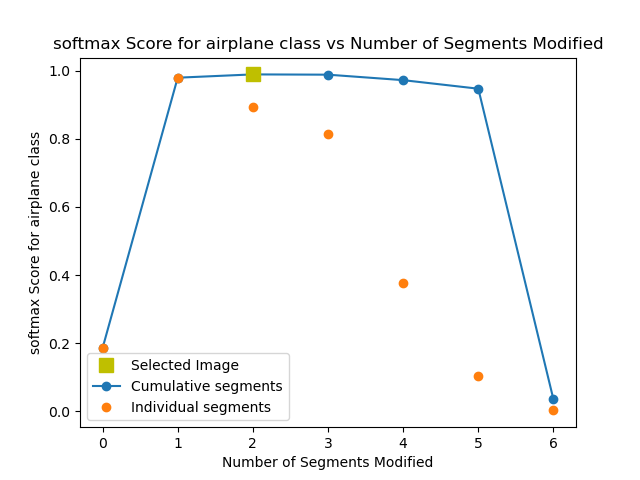 softmax Score for airplane class vs Number of Segments Modified
softmax Score for airplane class
1.0
0.8
0.6
0.4
0.2
0.0
Selected Image
Cumulative segments
Individual segments
0 1 2 3 4 5 6
Number of Segments Modified